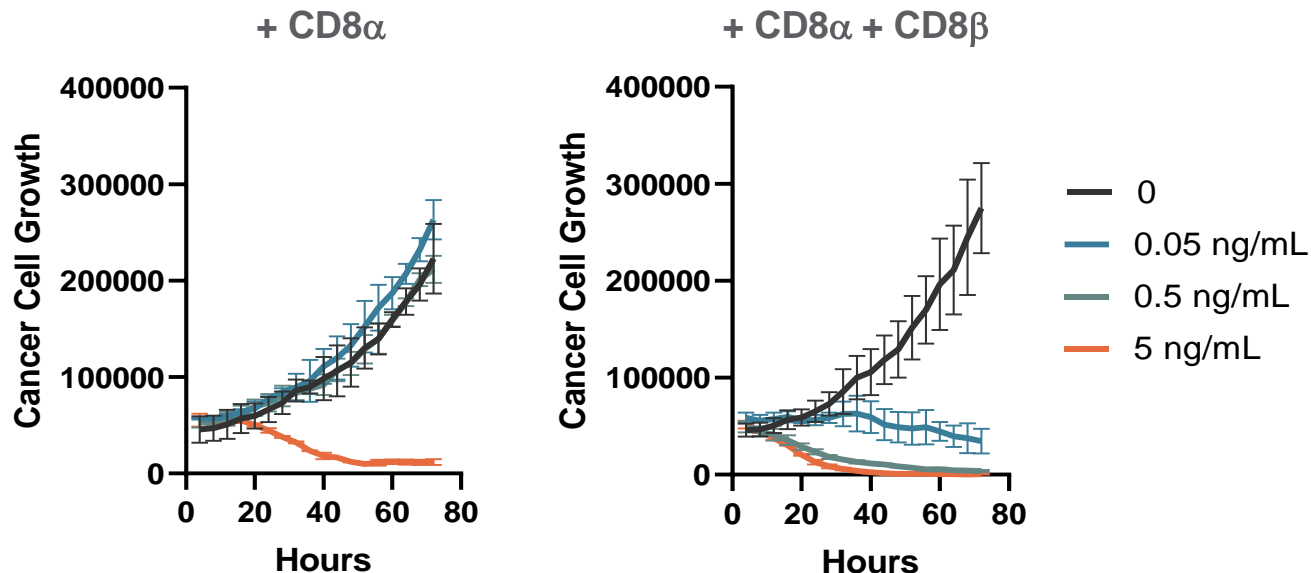 + CD8α
Cancer Cell Growth
400000
300000
200000
100000
0
0 20 40 60 80
Hours
+ CD8α + CD8β
Cancer Cell Growth
400000
300000
200000
100000
0
0 20 40 60 80
Hours
0
0.05 ng/mL
0.5 ng/mL
5 ng/mL